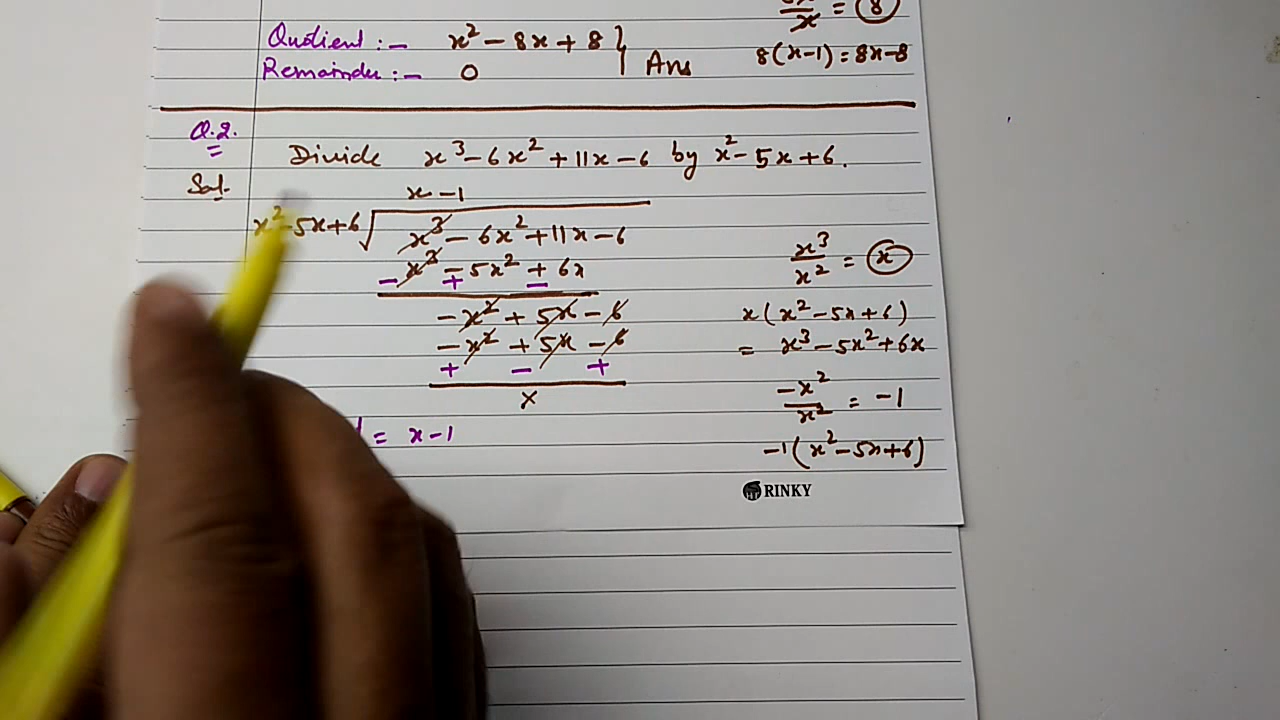 = 8
Quotient :- x² - 8x + 8 } Ans
Remainder :- 0
8(x-1) = 8x-8
Q.2. Divide x³ - 6x² + 11x - 6 by x² - 5x + 6.
Sol.
x - 1
x² - 5x + 6 √ x³ - 6x² + 11x - 6
x³ - 5x² + 6x
- + -
- x² + 5x - 6
- x² + 5x - 6
+ - +
x
= x - 1
x³/x² = x
x(x² - 5x + 6)
= x³ - 5x² + 6x
-x²/x² = -1
-1(x² - 5x + 6)
RINKY